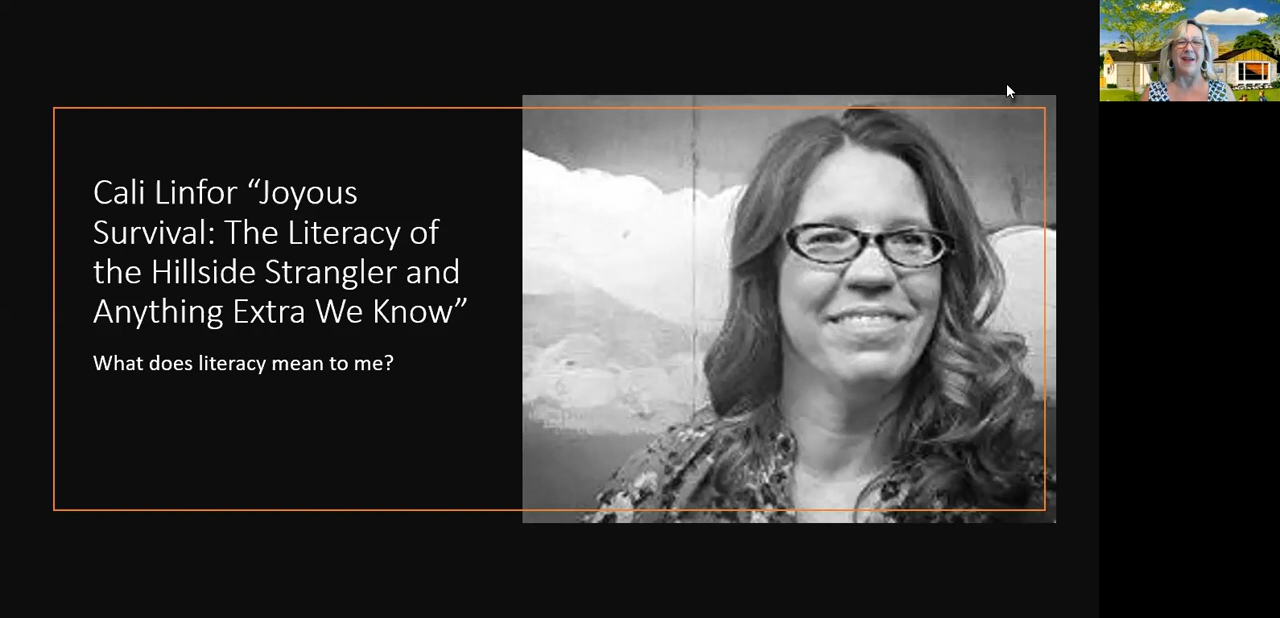 Cali Linfor “Joyous
Survival: The Literacy of
the Hillside Strangler and
Anything Extra We Know”
What does literacy mean to me?